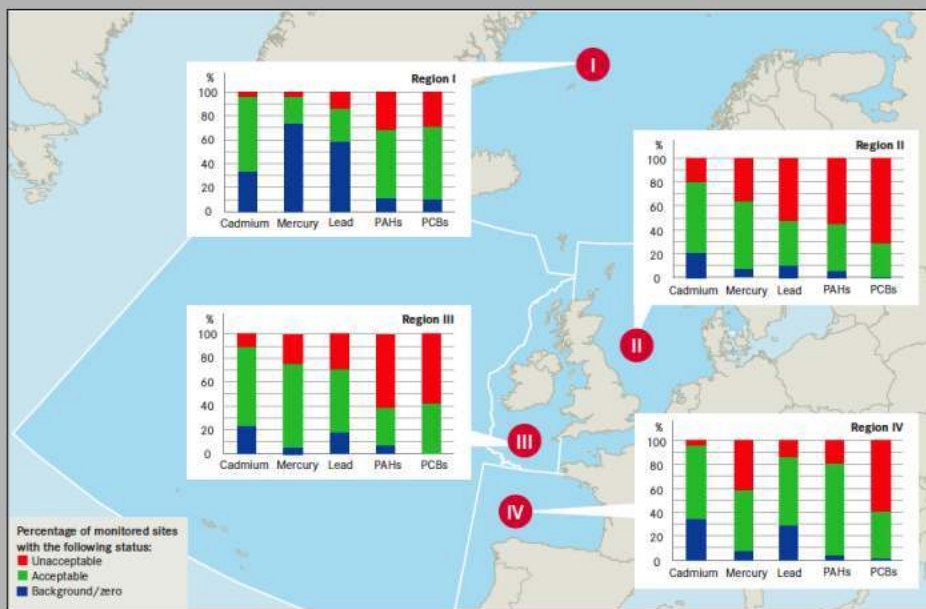 Region I
%
100
80
60
40
20
0
Cadmium Mercury Lead PAHs PCBs
I
Region II
%
100
80
60
40
20
0
Cadmium Mercury Lead PAHs PCBs
II
Region III
%
100
80
60
40
20
0
Cadmium Mercury Lead PAHs PCBs
III
Region IV
%
100
80
60
40
20
0
Cadmium Mercury Lead PAHs PCBs
IV
Percentage of monitored sites
with the following status:
Unacceptable
Acceptable
Background/zero